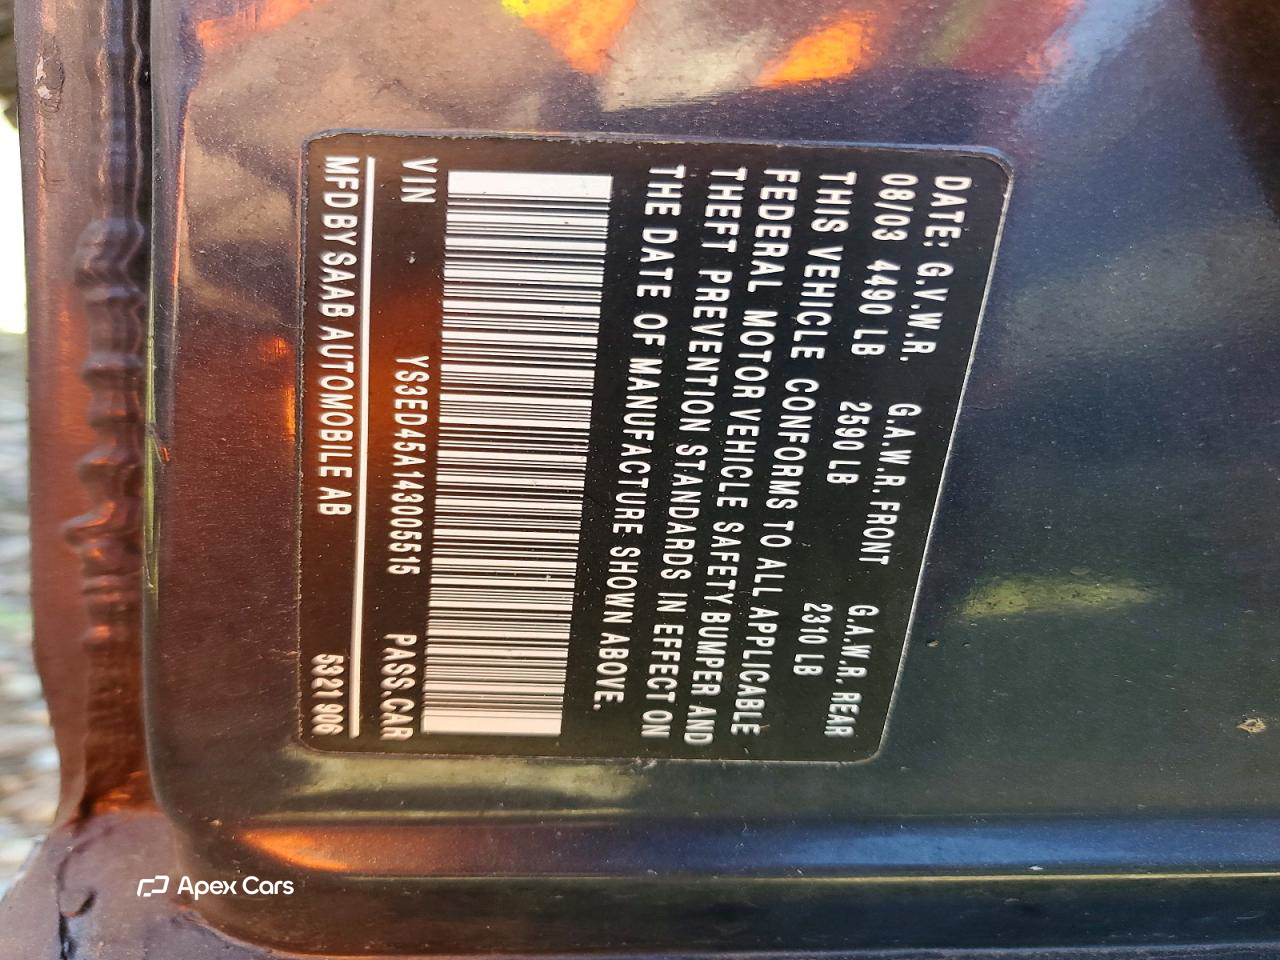 DATE: G.V.W.R. G.A.W.R. FRONT G.A.W.R. REAR
08/03 4490 LB 2590 LB 2310 LB
THIS VEHICLE CONFORMS TO ALL APPLICABLE
FEDERAL MOTOR VEHICLE SAFETY, BUMPER AND
THEFT PREVENTION STANDARDS IN EFFECT ON
THE DATE OF MANUFACTURE SHOWN ABOVE.
VIN YS3ED45A143005515 PASS.CAR
MFD BY SAAB AUTOMOBILE AB 5321 906
Apex Cars